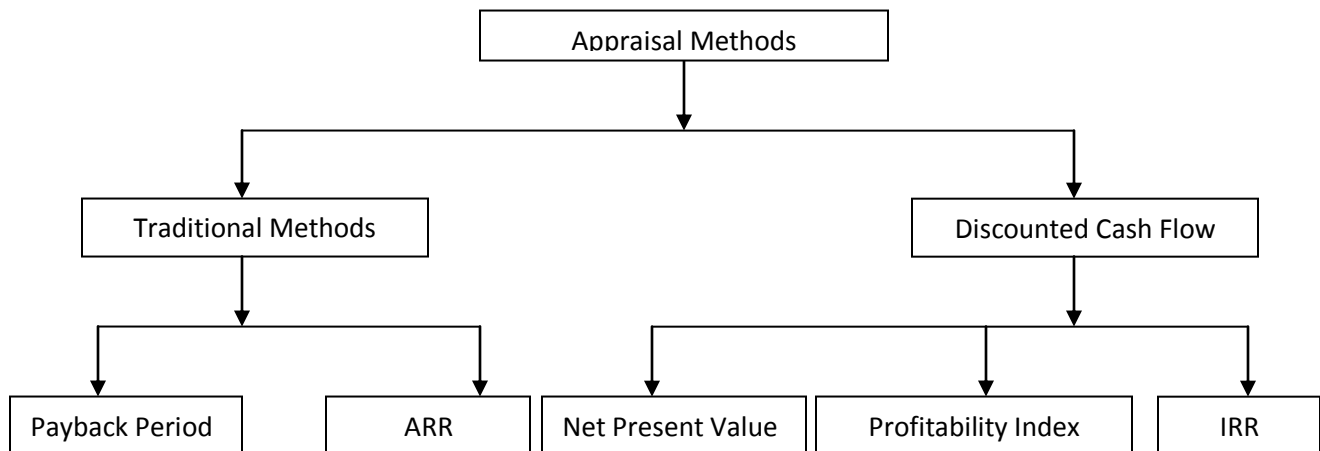 Appraisal Methods
Traditional Methods
Discounted Cash Flow
Payback Period
ARR
Net Present Value
Profitability Index
IRR